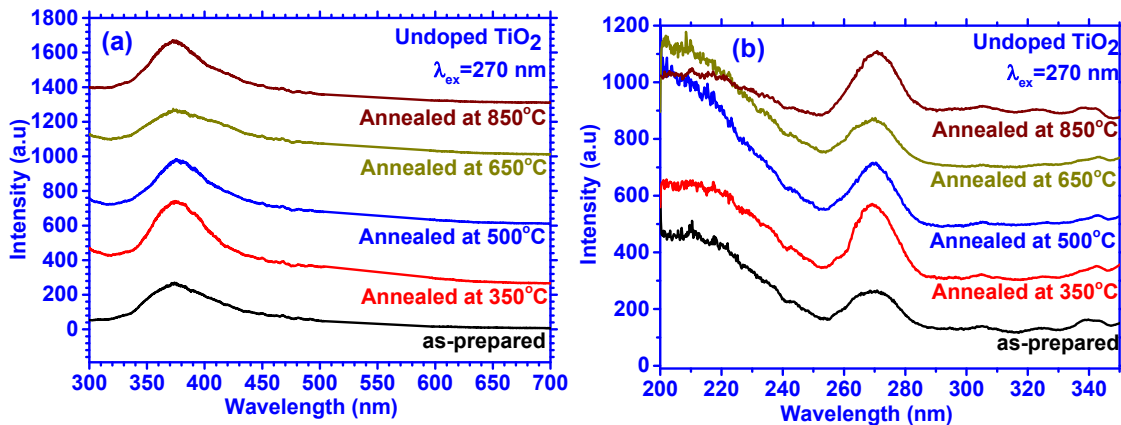 (a)
Undoped TiO₂
λex=270 nm
Annealed at 850°C
Annealed at 650°C
Annealed at 500°C
Annealed at 350°C
as-prepared
1800
1600
1400
1200
1000
800
600
400
200
0
Intensity (a.u)
300 350 400 450 500 550 600 650 700
Wavelength (nm)
(b)
Undoped TiO₂
λex=270 nm
Annealed at 850°C
Annealed at 650°C
Annealed at 500°C
Annealed at 350°C
as-prepared
1200
1000
800
600
400
200
0
Intensity (a.u)
200 220 240 260 280 300 320 340
Wavelength (nm)